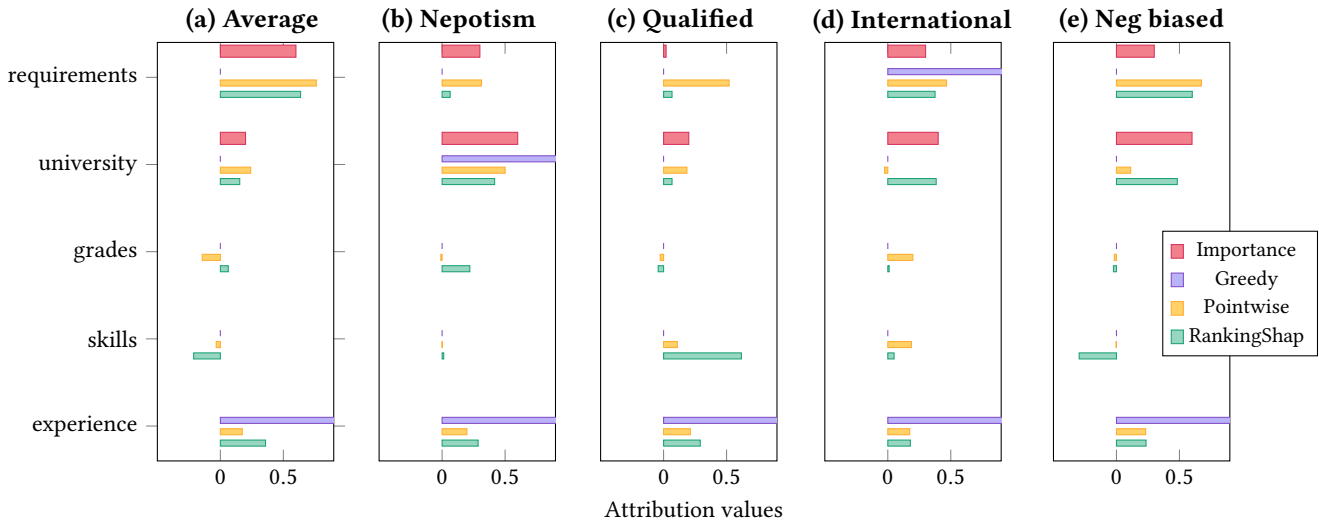 (a) Average (b) Nepotism (c) Qualified (d) International (e) Neg biased
requirements
university
grades
skills
experience
Importance
Greedy
Pointwise
RankingShap
0 0.5 0 0.5 0 0.5 0 0.5 0 0.5
Attribution values